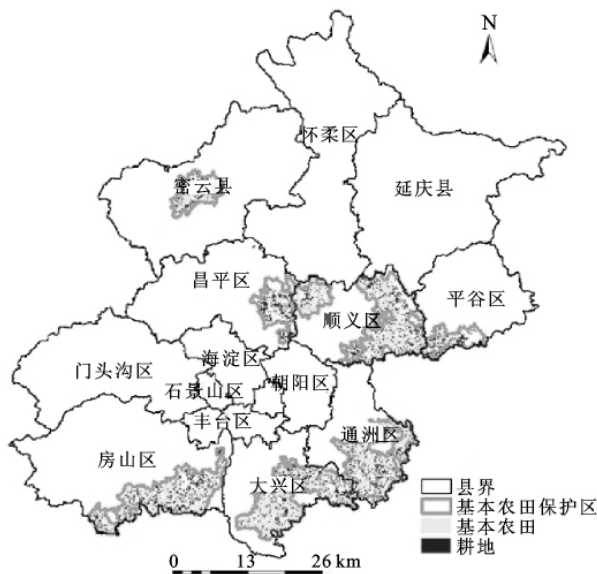 N
怀柔区
密云县
延庆县
昌平区
平谷区
顺义区
海淀区
门头沟区
朝阳区
石景山区
丰台区
通洲区
房山区
大兴区
县界
基本农田保护区
基本农田
耕地
0 13 26 km